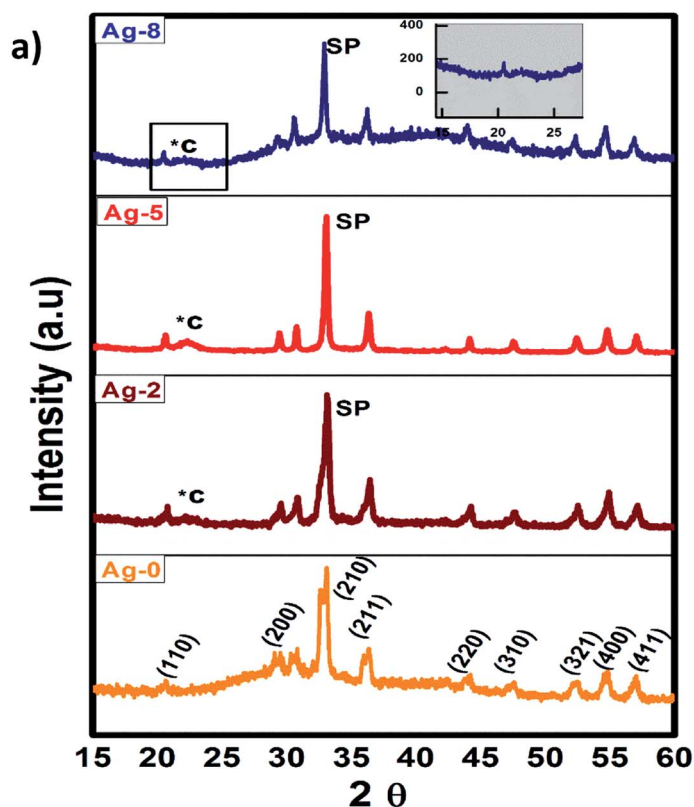 a)
Ag-8
SP
*c
400
200
0
15 20 25
Ag-5
SP
*c
Ag-2
SP
*c
Ag-0
(110)
(200)
(210)
(211)
(220)
(310)
(321)
(400)
(411)
Intensity (a.u)
15 20 25 30 35 40 45 50 55 60
2 θ